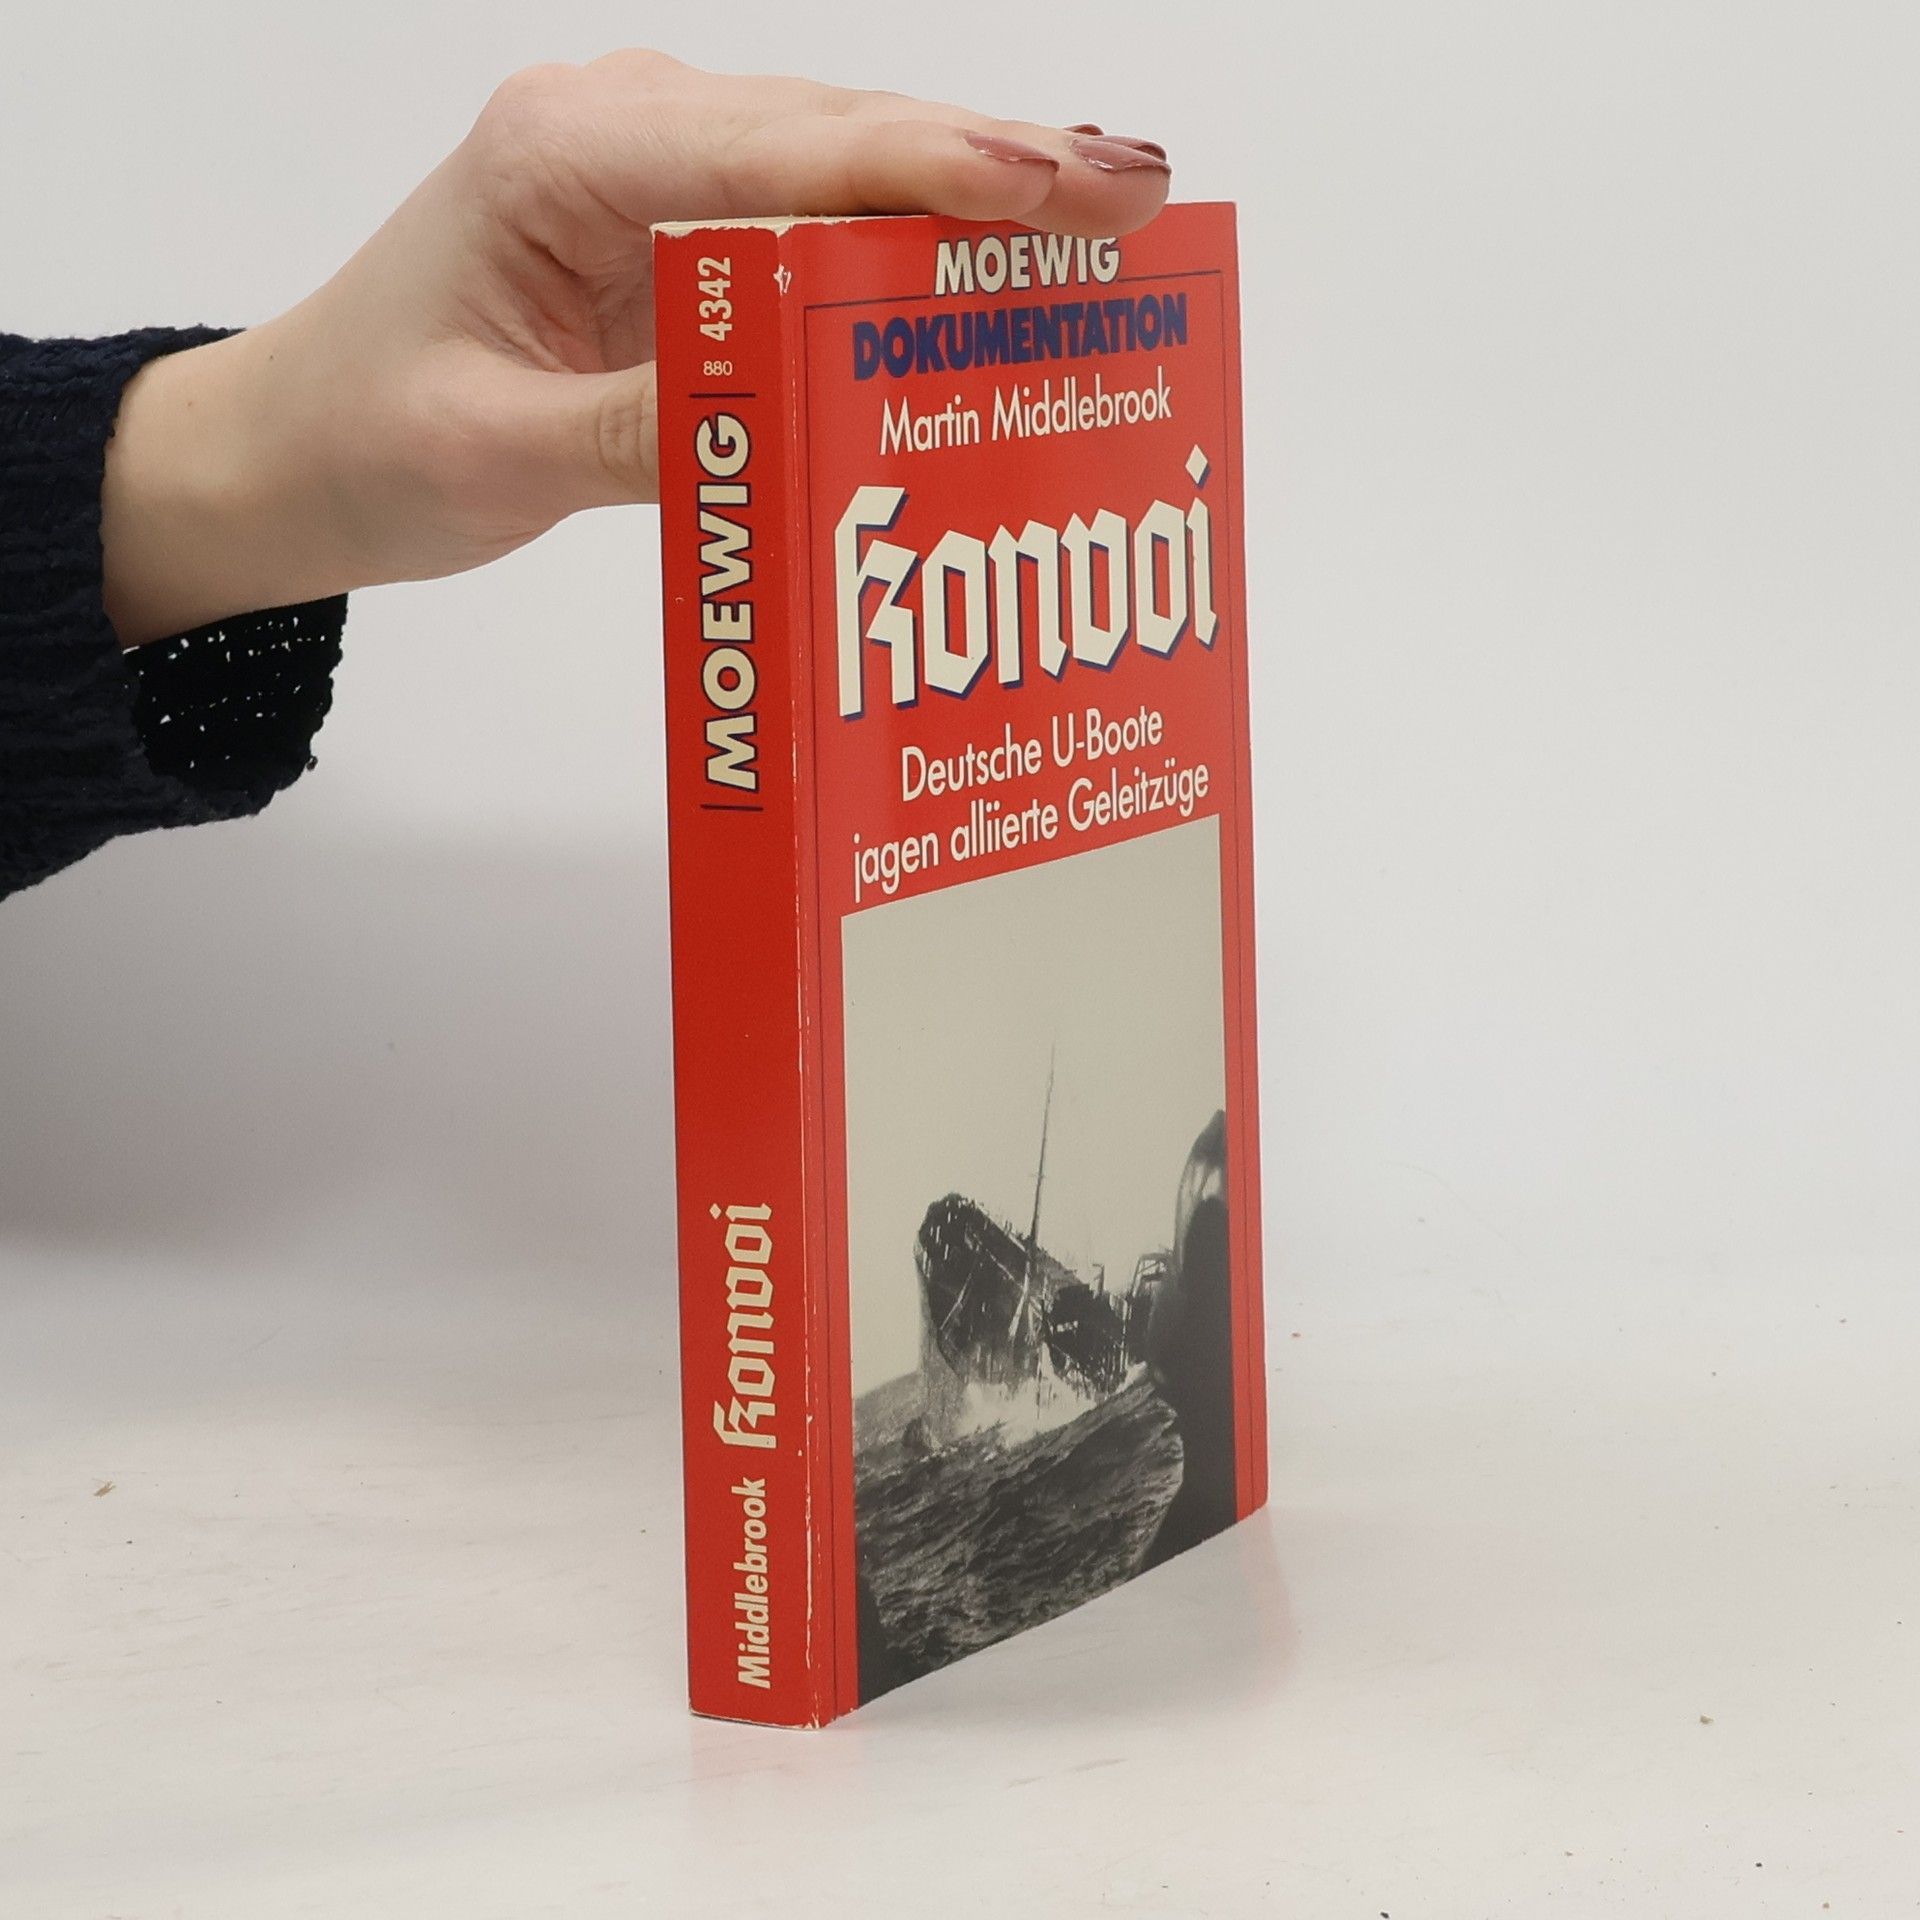 4342
880
MOEWIG
Konvoi
Middlebrook
MOEWIG
DOKUMENTATION
Martin Middlebrook
Konvoi
Deutsche U-Boote
jagen alliierte Geleitzüge